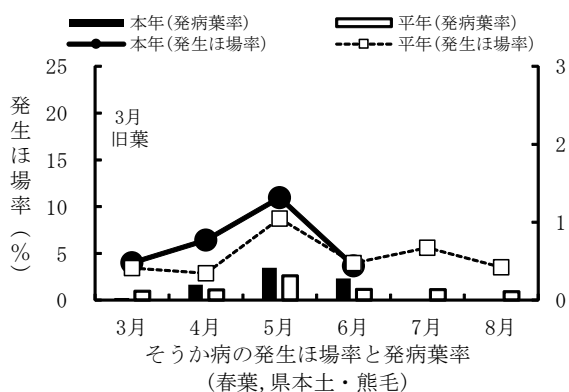 本年(発病葉率) 平年(発病葉率)
本年(発生ほ場率) 平年(発生ほ場率)
発生ほ場率(%)
25
20
15
10
5
0
3
2
1
0
3月
旧葉
3月 4月 5月 6月 7月 8月
そうか病の発生ほ場率と発病葉率
(春葉,県本土・熊毛)